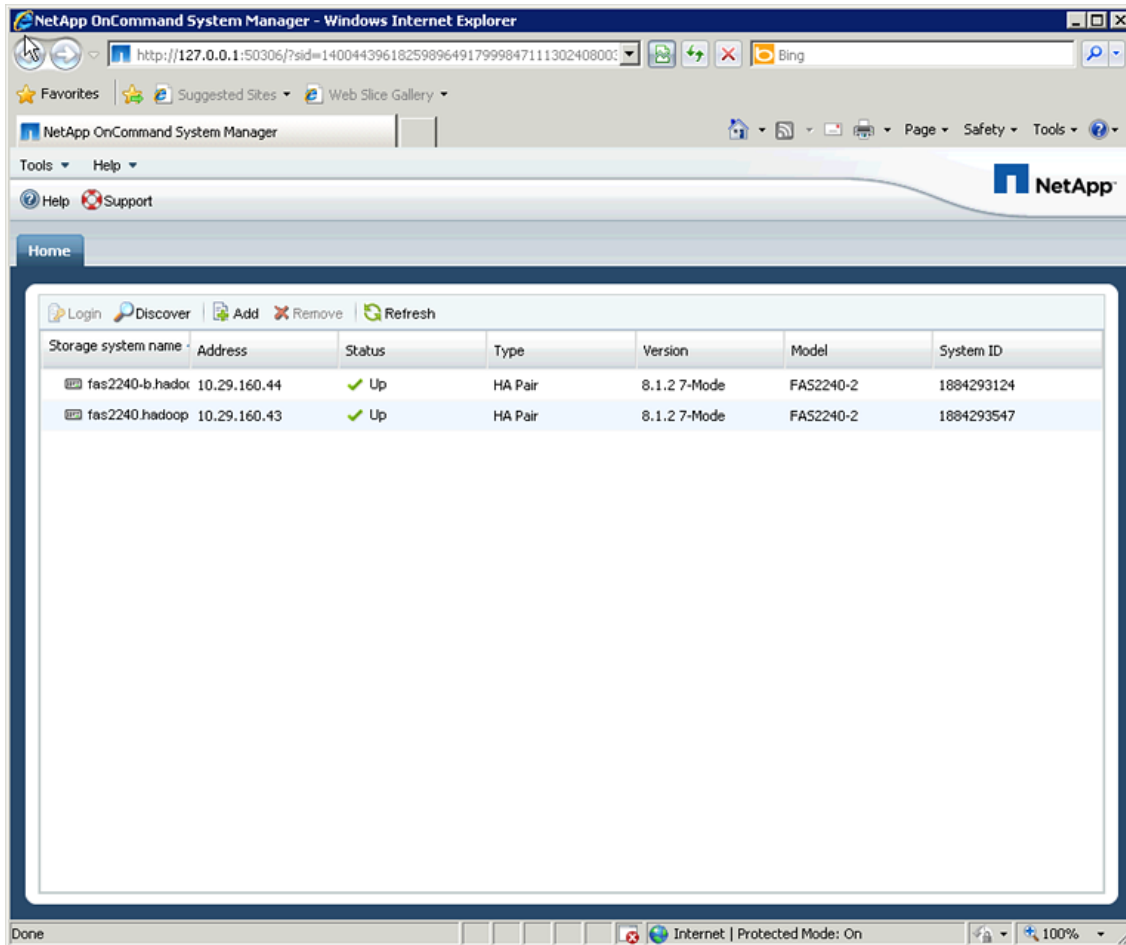 NetApp OnCommand System Manager - Windows Internet Explorer
http://127.0.0.1:50306/?sid=14004439618259896491799984711130240800 Bing
Favorites Suggested Sites Web Slice Gallery
NetApp OnCommand System Manager Page Safety Tools
Tools Help
NetApp
Help Support
Home
Login Discover Add Remove Refresh
Storage system name Address Status Type Version Model System ID
fas2240-b.hadoc 10.29.160.44 Up HA Pair 8.1.2 7-Mode FAS2240-2 1884293124
fas2240.hadoop 10.29.160.43 Up HA Pair 8.1.2 7-Mode FAS2240-2 1884293547
Done Internet | Protected Mode: On 100%